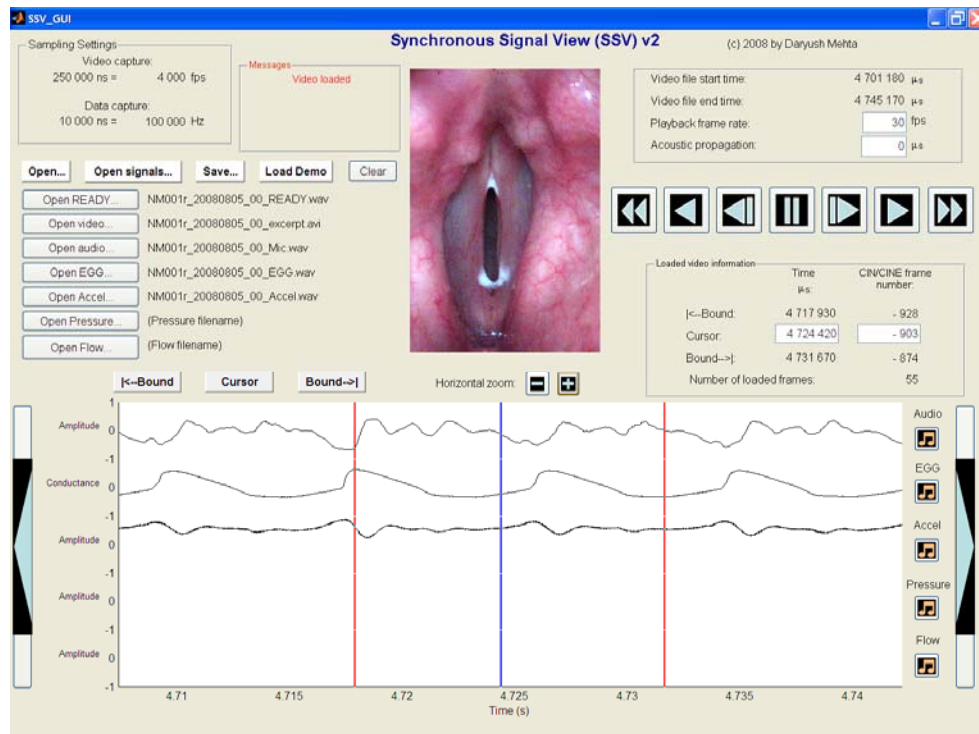 SSV_GUI
Synchronous Signal View (SSV) v2
(c) 2008 by Daryush Mehta
Sampling Settings
Video capture:
250 000 ns = 4 000 fps
Data capture:
10 000 ns = 100 000 Hz
Messages
Video loaded
Video file start time: 4 701 180 µs
Video file end time: 4 745 170 µs
Playback frame rate: 30 fps
Acoustic propagation: 0 µs
Open... Open signals... Save... Load Demo Clear
Open READY... NM001r_20080805_00_READY.wav
Open video... NM001r_20080805_00_excerpt.avi
Open audio... NM001r_20080805_00_Mic.wav
Open EGG... NM001r_20080805_00_EGG.wav
Open Accel... NM001r_20080805_00_Accel.wav
Open Pressure... (Pressure filename)
Open Flow... (Flow filename)
Loaded video information
Time CIN/CINE frame
µs: number:
|<--Bound: 4 717 930 - 928
Cursor: 4 724 420 - 903
Bound-->|: 4 731 670 - 874
Number of loaded frames: 55
|<--Bound Cursor Bound-->| Horizontal zoom:
1
Amplitude 0
-1
Conductance 0
-1
Amplitude 0
-1
Amplitude 0
-1
Amplitude 0
-1
4.71 4.715 4.72 4.725 4.73 4.735 4.74
Time (s)
Audio
EGG
Accel
Pressure
Flow